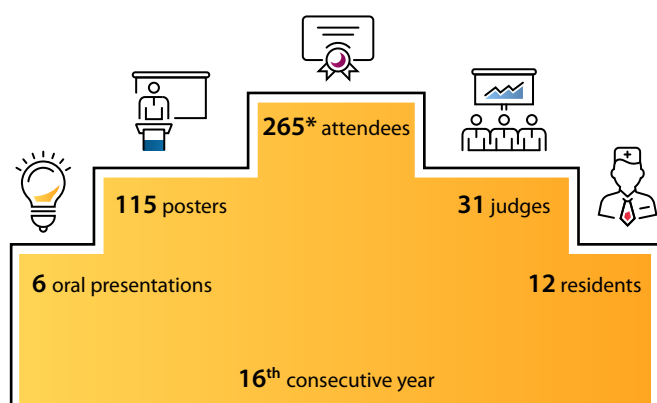 265* attendees
115 posters
31 judges
6 oral presentations
12 residents
16th consecutive year